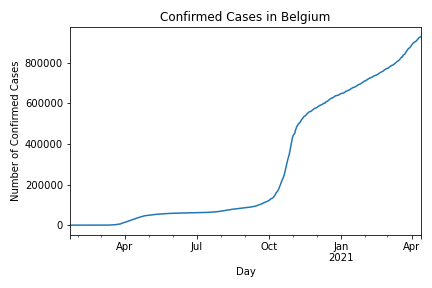 Confirmed Cases in Belgium
Number of Confirmed Cases
800000
600000
400000
200000
0
Apr
Jul
Oct
Jan
2021
Apr
Day